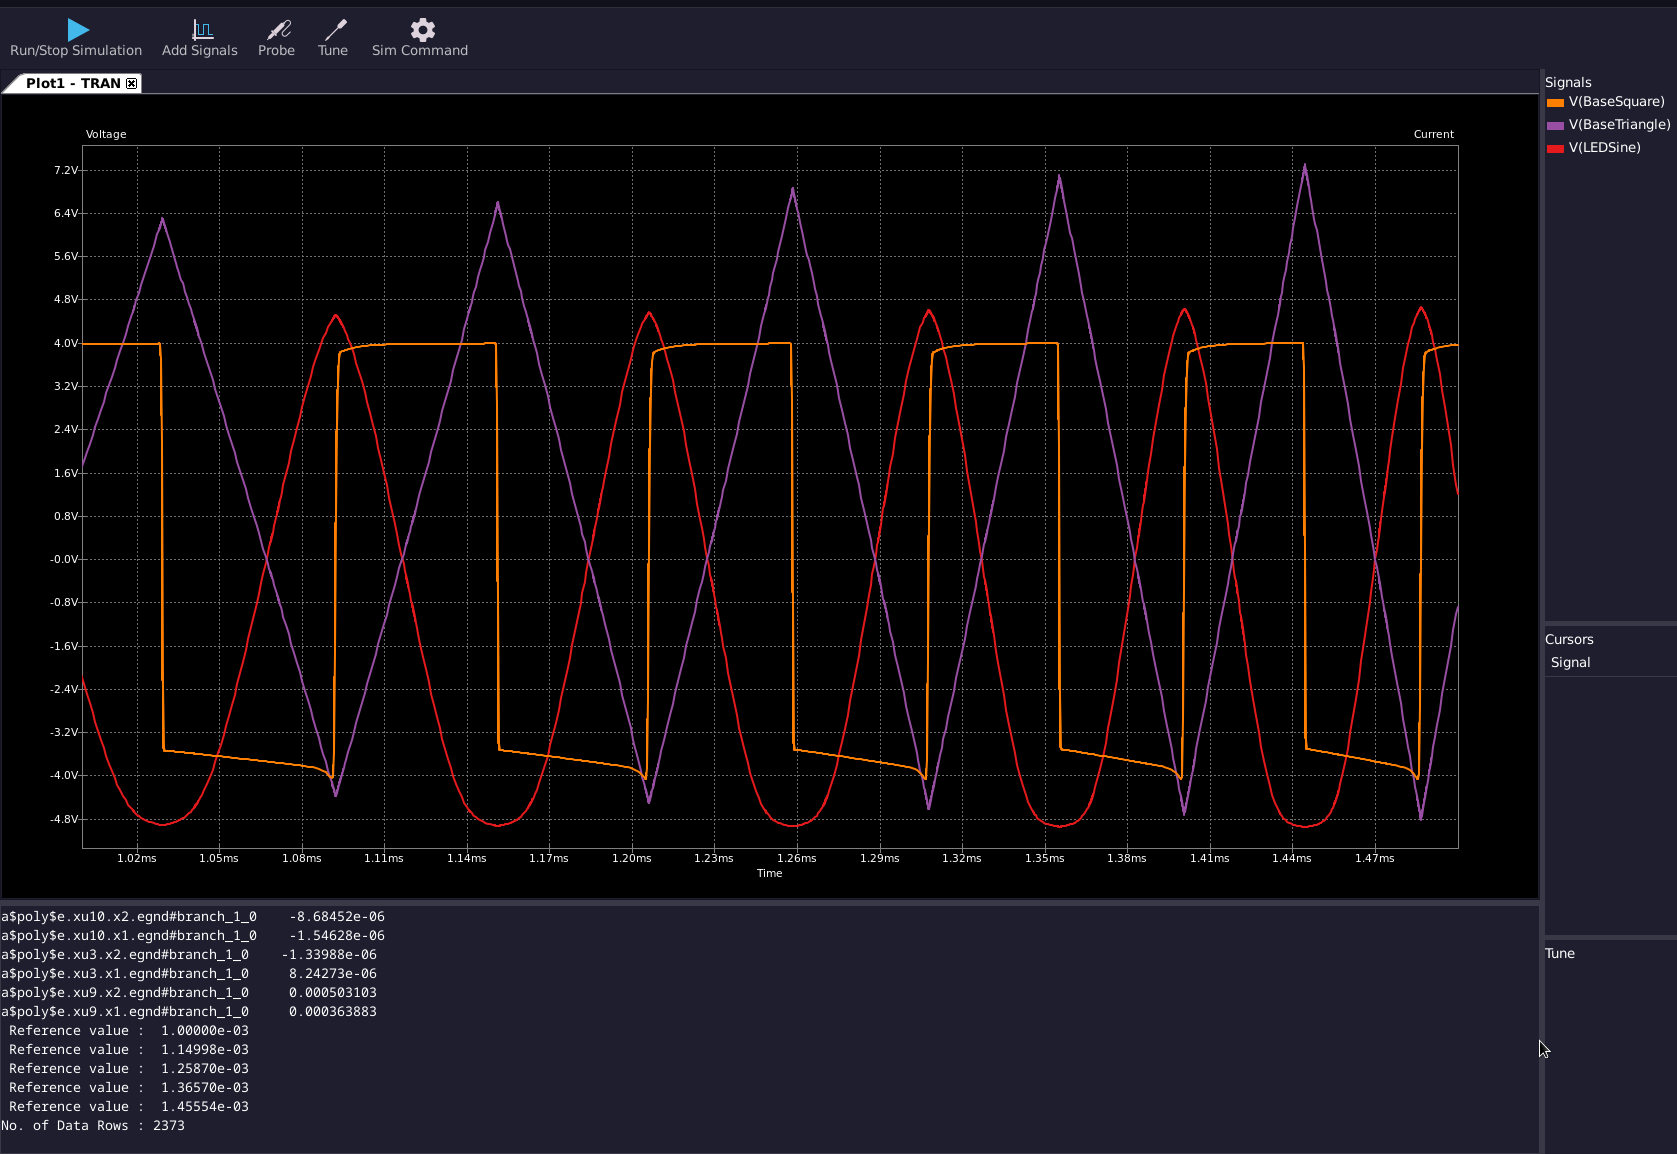 Run/Stop Simulation
Add Signals
Probe
Tune
Sim Command
Plot1 - TRAN
Voltage
Current
7.2V
6.4V
5.6V
4.8V
4.0V
3.2V
2.4V
1.6V
0.8V
-0.0V
-0.8V
-1.6V
-2.4V
-3.2V
-4.0V
-4.8V
1.02ms 1.05ms 1.08ms 1.11ms 1.14ms 1.17ms 1.20ms 1.23ms 1.26ms 1.29ms 1.32ms 1.35ms 1.38ms 1.41ms 1.44ms 1.47ms
Time
Signals
V(BaseSquare)
V(BaseTriangle)
V(LEDSine)
Cursors
Signal
Tune
a$poly$e.xu10.x2.egnd#branch_1_0 -8.68452e-06
a$poly$e.xu10.x1.egnd#branch_1_0 -1.54628e-06
a$poly$e.xu3.x2.egnd#branch_1_0 -1.33988e-06
a$poly$e.xu3.x1.egnd#branch_1_0 8.24273e-06
a$poly$e.xu9.x2.egnd#branch_1_0 0.000503103
a$poly$e.xu9.x1.egnd#branch_1_0 0.000363883
Reference value : 1.00000e-03
Reference value : 1.14998e-03
Reference value : 1.25870e-03
Reference value : 1.36570e-03
Reference value : 1.45554e-03
No. of Data Rows : 2373